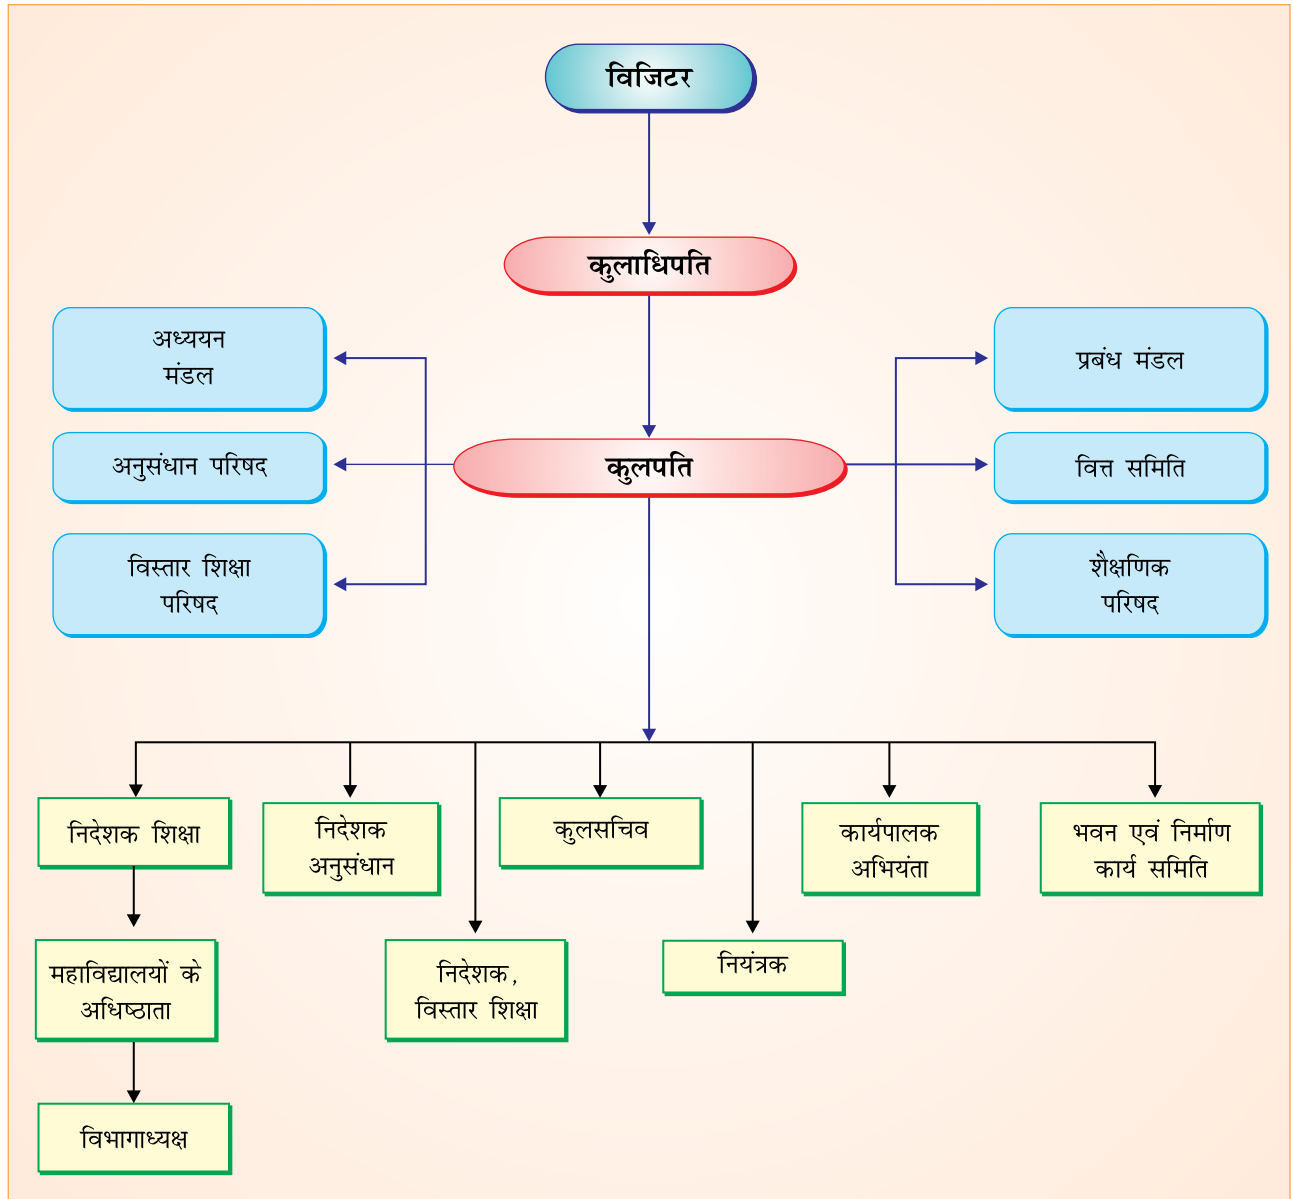 विजिटर
कुलाधिपति
अध्ययन
मंडल
प्रबंध मंडल
अनुसंधान परिषद
कुलपति
वित्त समिति
विस्तार शिक्षा
परिषद
शैक्षणिक
परिषद
निदेशक शिक्षा
निदेशक
अनुसंधान
कुलसचिव
कार्यपालक
अभियंता
भवन एवं निर्माण
कार्य समिति
महाविद्यालयों के
अधिष्ठाता
निदेशक,
विस्तार शिक्षा
नियंत्रक
विभागाध्यक्ष